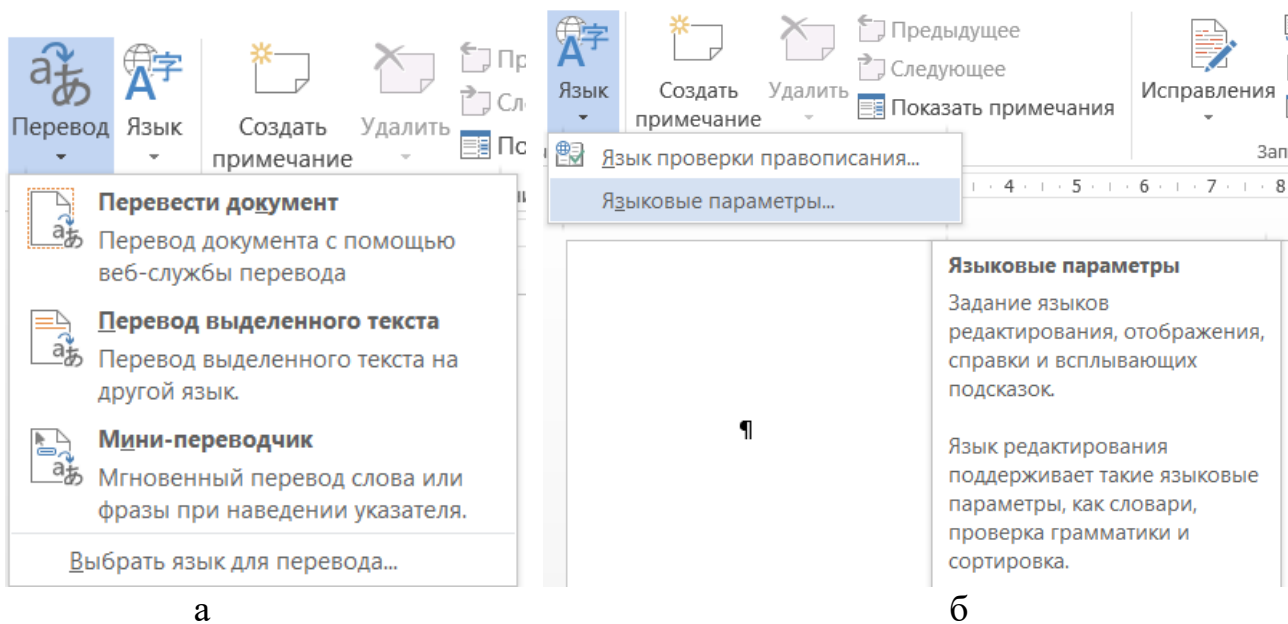 Перевод
Язык
Создать
примечание
Удалить
Пр
Сл
По
Перевести документ
Перевод документа с помощью
веб-службы перевода
Перевод выделенного текста
Перевод выделенного текста на
другой язык.
Мини-переводчик
Мгновенный перевод слова или
фразы при наведении указателя.
Выбрать язык для перевода...
а
Язык
Создать
примечание
Удалить
Предыдущее
Следующее
Показать примечания
Исправления
Зап
Язык проверки правописания...
Языковые параметры...
4 5 6 7 8
Языковые параметры
Задание языков
редактирования, отображения,
справки и всплывающих
подсказок.
Язык редактирования
поддерживает такие языковые
параметры, как словари,
проверка грамматики и
сортировка.
¶
б